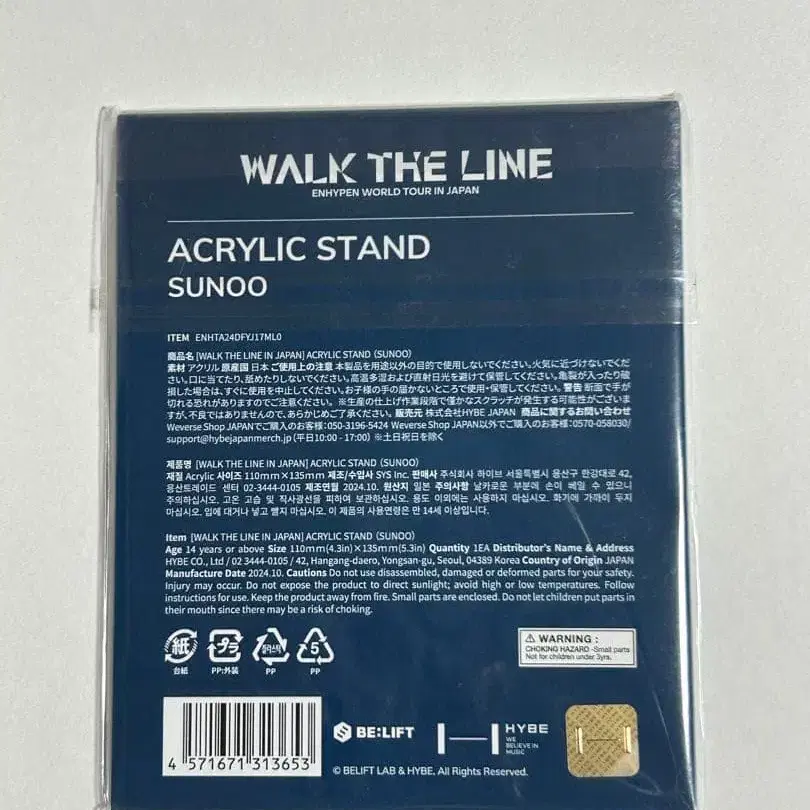 WALK THE LINE
ENHYPEN WORLD TOUR IN JAPAN
ACRYLIC STAND
SUNOO
ITEM ENHTA24DFYJ17ML0
商品名 [WALK THE LINE IN JAPAN] ACRYLIC STAND (SUNOO)
素材 アクリル 原産国 日本 ご使用上の注意 本製品を用途以外の目的で使用しないでください。火気に近づけないでくだ
さい。口に当てたり、舐めたりしないでください。高温多湿および直射日光を避けて保管してください。亀裂が入ったり破
損した場合は、すぐに使用を中止してください。お子様の手の届かないところで使用・保管してください。警告 断面で手が
切れる恐れがありますのでご注意ください。 ※生産の仕上げ作業段階で僅かなスクラッチが発生する可能性がございま
すが、不良ではありませんので、あらかじめご了承ください。 販売元 株式会社HYBE JAPAN 商品に関するお問い合わせ
Weverse Shop JAPANでご購入のお客様:050-3196-5424 Weverse Shop JAPAN以外でご購入のお客様:0570-058030/
support@hybejapanmerch.jp (平日10:00 - 17:00) ※土日祝日を除く
제품명 [WALK THE LINE IN JAPAN] ACRYLIC STAND (SUNOO)
재질 Acrylic 사이즈 110mm×135mm 제조/수입사 SYS Inc. 판매사 주식회사 하이브 서울특별시 용산구 한강대로 42,
용산트레이드 센터 02-3444-0105 제조연월 2024.10. 원산지 일본 주의사항 날카로운 부분에 손이 베일 수 있으니
주의하십시오. 고온 고습 및 직사광선을 피하여 보관하십시오. 용도 이외에는 사용하지 마십시오. 화기에 가까이 두지
마십시오. 입에 대거나 넣고 빨지 마십시오. 이 제품의 사용연령은 만 14세 이상입니다.
Item [WALK THE LINE IN JAPAN] ACRYLIC STAND (SUNOO)
Age 14 years or above Size 110mm(4.3in)×135mm(5.3in) Quantity 1EA Distributor's Name & Address
HYBE CO., Ltd / 02 3444-0105 / 42, Hangang-daero, Yongsan-gu, Seoul, 04389 Korea Country of Origin JAPAN
Manufacture Date 2024.10. Cautions Do not use disassembled, damaged or deformed parts for your safety.
Injury may occur. Do not expose the product to direct sunlight; avoid high or low temperatures. Follow
instructions for use. Keep the product away from fire. Small parts are enclosed. Do not let children put parts in
their mouth since there may be a risk of choking.
紙 プラ 플라스틱 5
台紙 PP:外装 PP PP
WARNING :
CHOKING HAZARD -Small parts
Not for children under 3yrs.
4 571671 313653
BE:LIFT
HYBE
WE
BELIEVE IN
MUSIC
© BELIFT LAB & HYBE. All Rights Reserved.